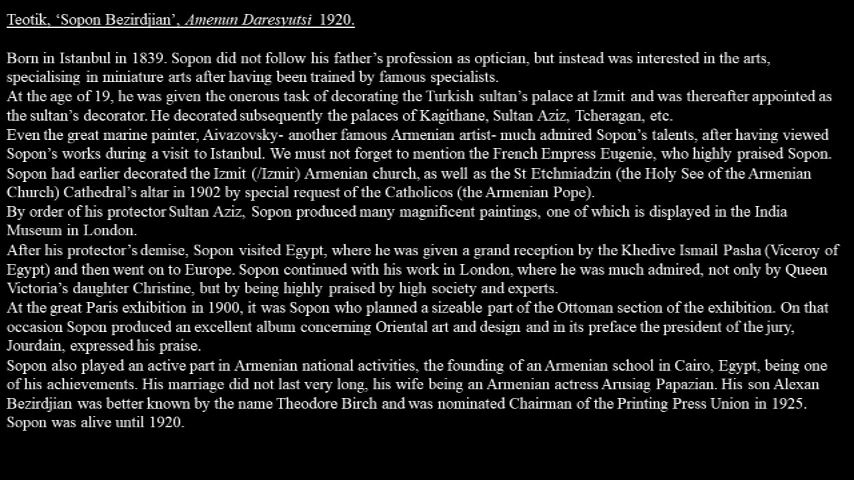 Teotik, ‘Sopon Bezirdjian’, Amenun Daresyutsi 1920.
Born in Istanbul in 1839. Sopon did not follow his father’s profession as optician, but instead was interested in the arts,
specialising in miniature arts after having been trained by famous specialists.
At the age of 19, he was given the onerous task of decorating the Turkish sultan’s palace at Izmit and was thereafter appointed as
the sultan’s decorator. He decorated subsequently the palaces of Kagithane, Sultan Aziz, Tcheragan, etc.
Even the great marine painter, Aivazovsky- another famous Armenian artist- much admired Sopon’s talents, after having viewed
Sopon’s works during a visit to Istanbul. We must not forget to mention the French Empress Eugenie, who highly praised Sopon.
Sopon had earlier decorated the Izmit (/Izmir) Armenian church, as well as the St Etchmiadzin (the Holy See of the Armenian
Church) Cathedral’s altar in 1902 by special request of the Catholicos (the Armenian Pope).
By order of his protector Sultan Aziz, Sopon produced many magnificent paintings, one of which is displayed in the India
Museum in London.
After his protector’s demise, Sopon visited Egypt, where he was given a grand reception by the Khedive Ismail Pasha (Viceroy of
Egypt) and then went on to Europe. Sopon continued with his work in London, where he was much admired, not only by Queen
Victoria’s daughter Christine, but by being highly praised by high society and experts.
At the great Paris exhibition in 1900, it was Sopon who planned a sizeable part of the Ottoman section of the exhibition. On that
occasion Sopon produced an excellent album concerning Oriental art and design and in its preface the president of the jury,
Jourdain, expressed his praise.
Sopon also played an active part in Armenian national activities, the founding of an Armenian school in Cairo, Egypt, being one
of his achievements. His marriage did not last very long, his wife being an Armenian actress Arusiag Papazian. His son Alexan
Bezirdjian was better known by the name Theodore Birch and was nominated Chairman of the Printing Press Union in 1925.
Sopon was alive until 1920.